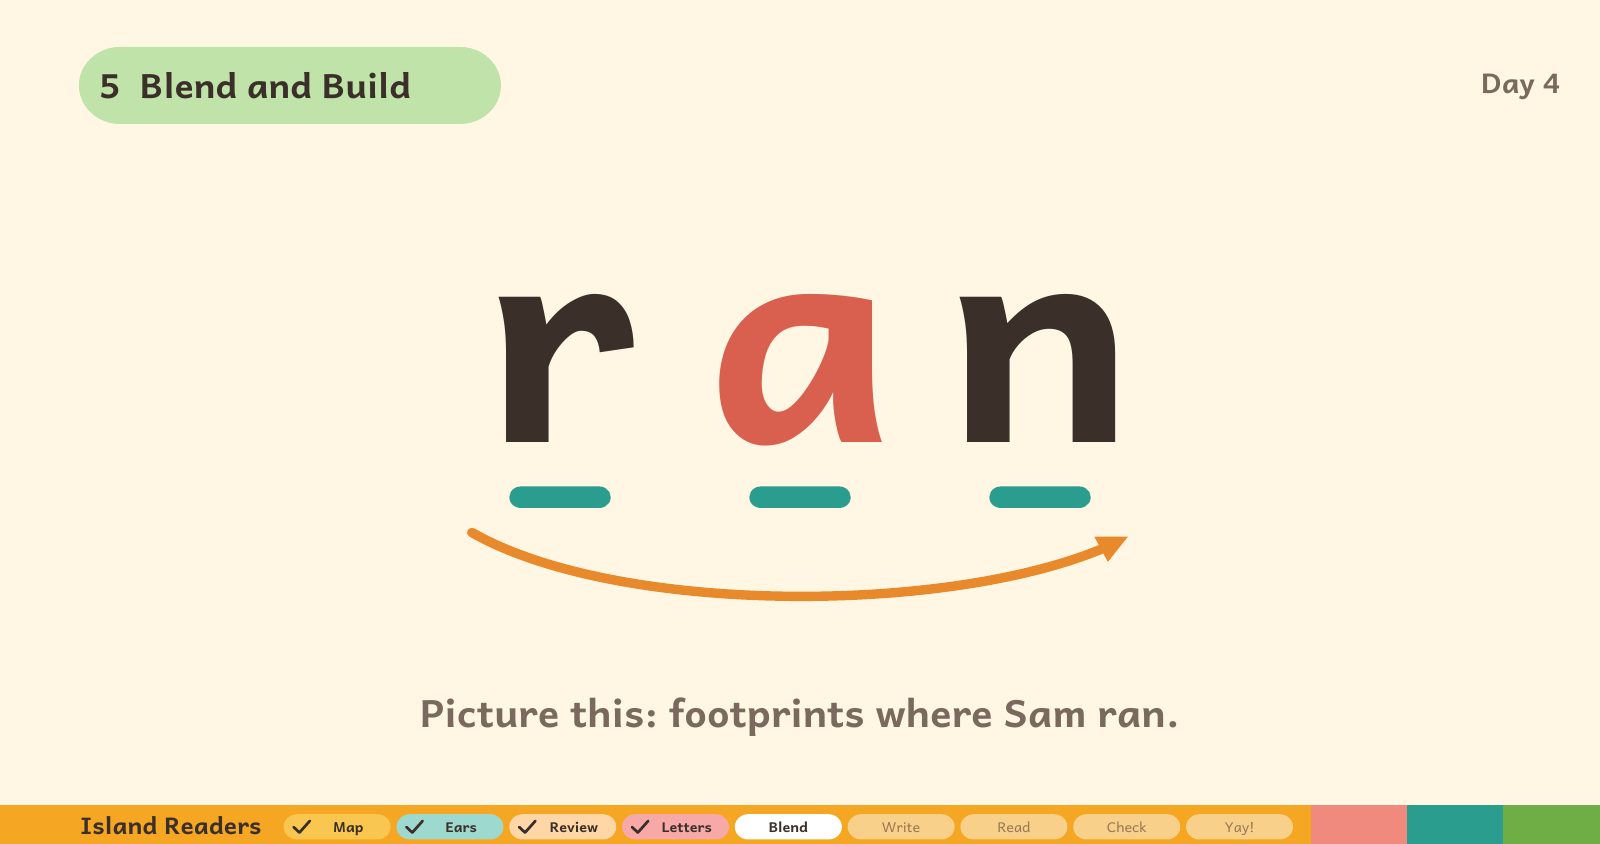 5 Blend and Build
Day 4
r a n
Picture this: footprints where Sam ran.
Island Readers Map Ears Review Letters Blend Write Read Check Yay!